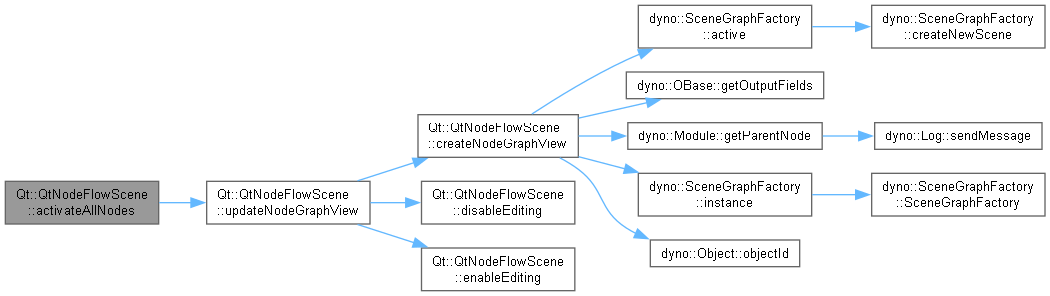 Qt::QtNodeFlowScene
::activateAllNodes
Qt::QtNodeFlowScene
::updateNodeGraphView
Qt::QtNodeFlowScene
::createNodeGraphView
Qt::QtNodeFlowScene
::disableEditing
Qt::QtNodeFlowScene
::enableEditing
dyno::SceneGraphFactory
::active
dyno::OBase::getOutputFields
dyno::Module::getParentNode
dyno::SceneGraphFactory
::instance
dyno::Object::objectId
dyno::SceneGraphFactory
::createNewScene
dyno::Log::sendMessage
dyno::SceneGraphFactory
::SceneGraphFactory